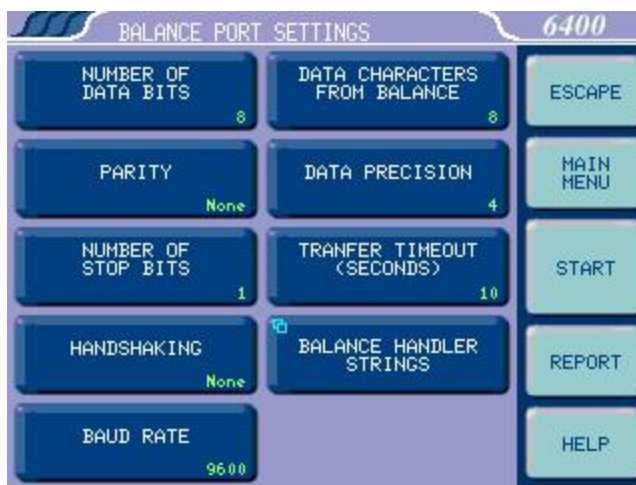 BALANCE PORT SETTINGS
6400
NUMBER OF
DATA BITS
8
DATA CHARACTERS
FROM BALANCE
8
ESCAPE
PARITY
None
DATA PRECISION
4
MAIN
MENU
NUMBER OF
STOP BITS
1
TRANFER TIMEOUT
(SECONDS)
10
START
HANDSHAKING
None
BALANCE HANDLER
STRINGS
REPORT
BAUD RATE
9600
HELP